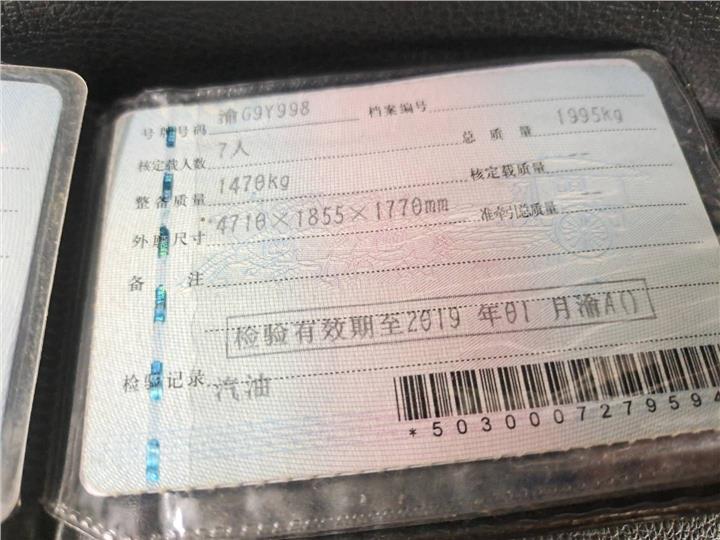 号牌号码 渝G9Y998 档案编号
核定载人数 7人 总质量 1995kg
整备质量 1470kg 核定载质量
外廓尺寸 4710×1855×1770mm 准牵引总质量
备注
检验有效期至2019年01月渝A()
检验记录 汽油
*5030007279594